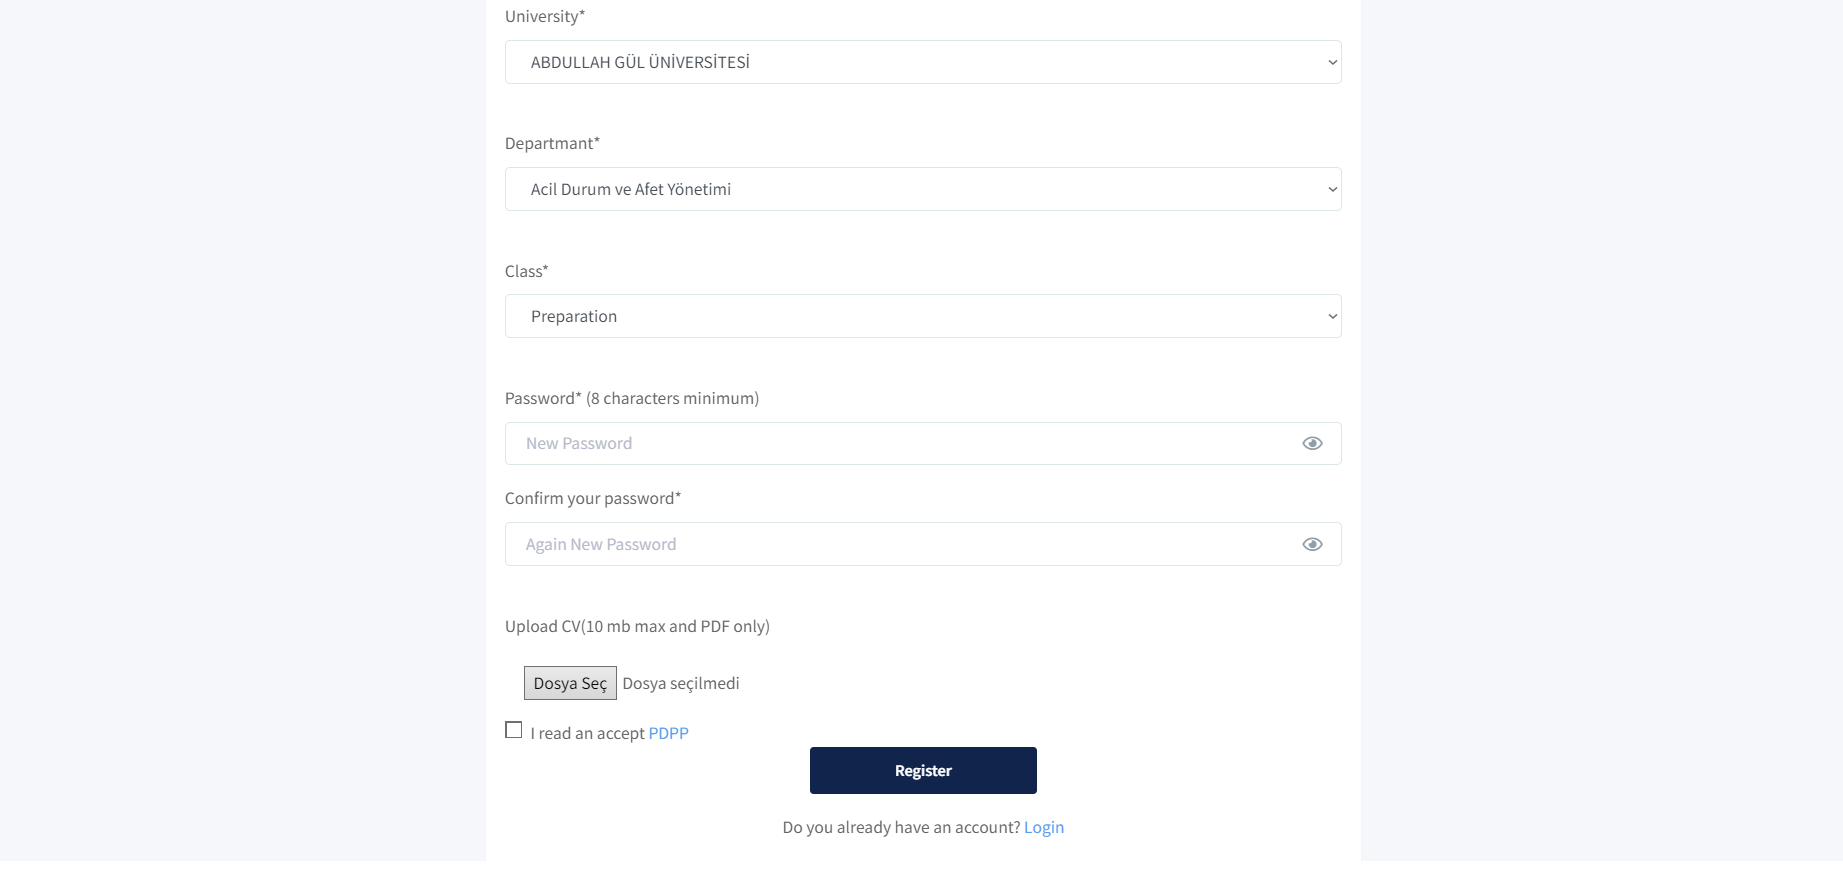 University*
ABDULLAH GÜL ÜNİVERSİTESİ
Departmant*
Acil Durum ve Afet Yönetimi
Class*
Preparation
Password* (8 characters minimum)
New Password
Confirm your password*
Again New Password
Upload CV(10 mb max and PDF only)
Dosya Seç Dosya seçilmedi
I read an accept PDPP
Register
Do you already have an account? Login